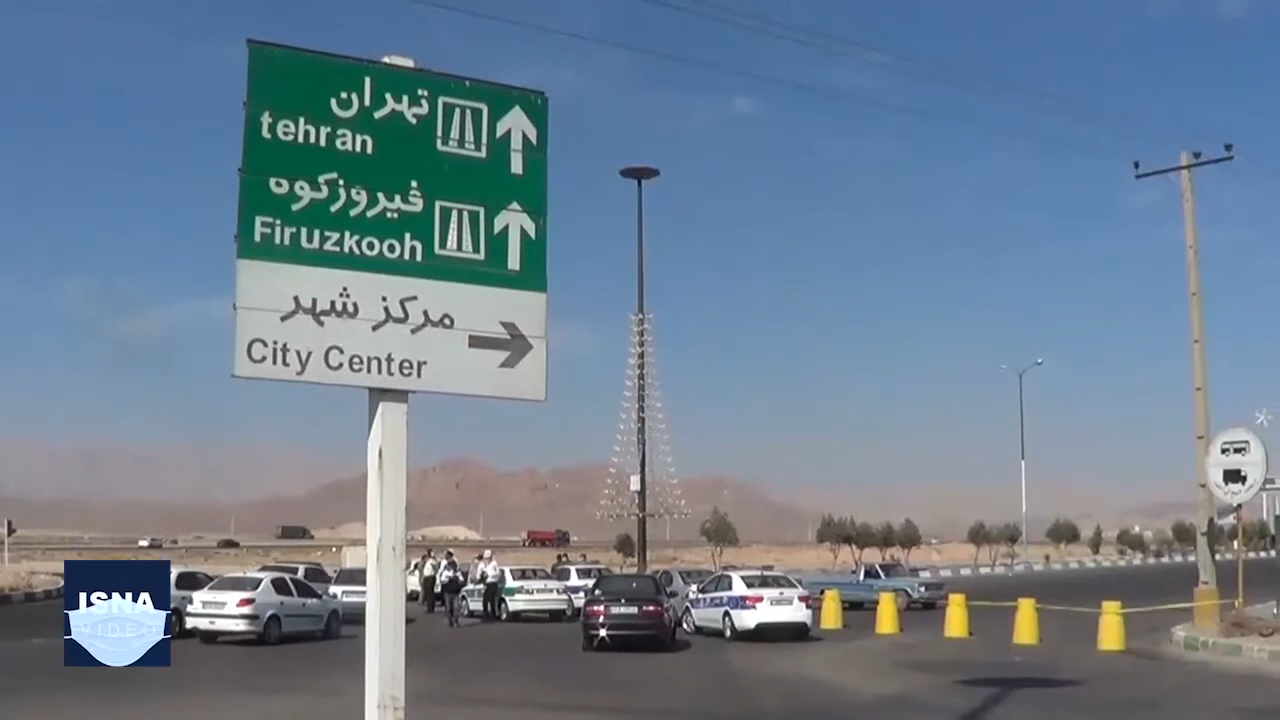 تهران
tehran
فیروزکوه
Firuzkooh
مرکز شهر
City Center
ISNA
VIDEO